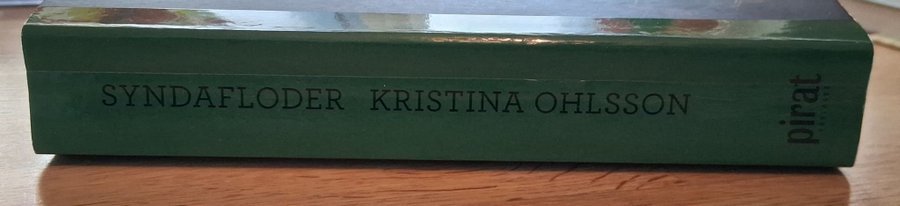 SYNDAFLODER KRISTINA OHLSSON
pirat